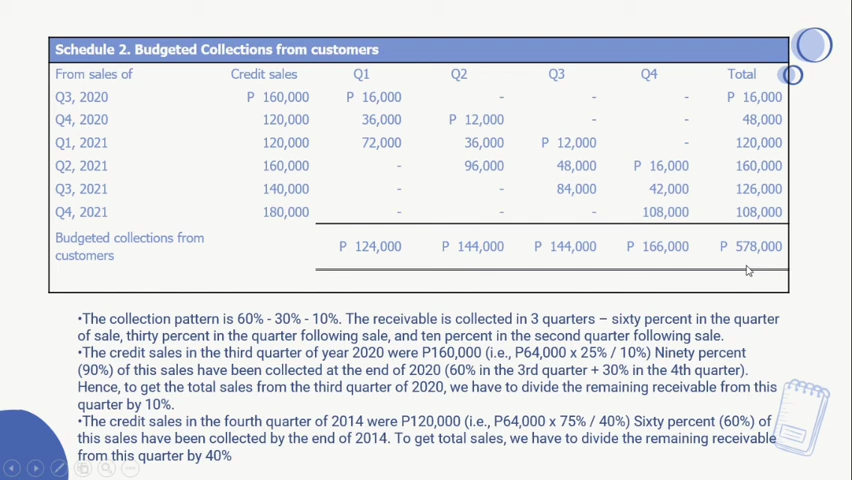 Schedule 2. Budgeted Collections from customers
From sales of Credit sales Q1 Q2 Q3 Q4 Total
Q3, 2020 P 160,000 P 16,000 - - - P 16,000
Q4, 2020 120,000 36,000 P 12,000 - - 48,000
Q1, 2021 120,000 72,000 36,000 P 12,000 - 120,000
Q2, 2021 160,000 - 96,000 48,000 P 16,000 160,000
Q3, 2021 140,000 - - 84,000 42,000 126,000
Q4, 2021 180,000 - - - 108,000 108,000
Budgeted collections from customers P 124,000 P 144,000 P 144,000 P 166,000 P 578,000
•The collection pattern is 60% - 30% - 10%. The receivable is collected in 3 quarters – sixty percent in the quarter
of sale, thirty percent in the quarter following sale, and ten percent in the second quarter following sale.
•The credit sales in the third quarter of year 2020 were P160,000 (i.e., P64,000 x 25% / 10%) Ninety percent
(90%) of this sales have been collected at the end of 2020 (60% in the 3rd quarter + 30% in the 4th quarter).
Hence, to get the total sales from the third quarter of 2020, we have to divide the remaining receivable from this
quarter by 10%.
•The credit sales in the fourth quarter of 2014 were P120,000 (i.e., P64,000 x 75% / 40%) Sixty percent (60%) of
this sales have been collected by the end of 2014. To get total sales, we have to divide the remaining receivable
from this quarter by 40%